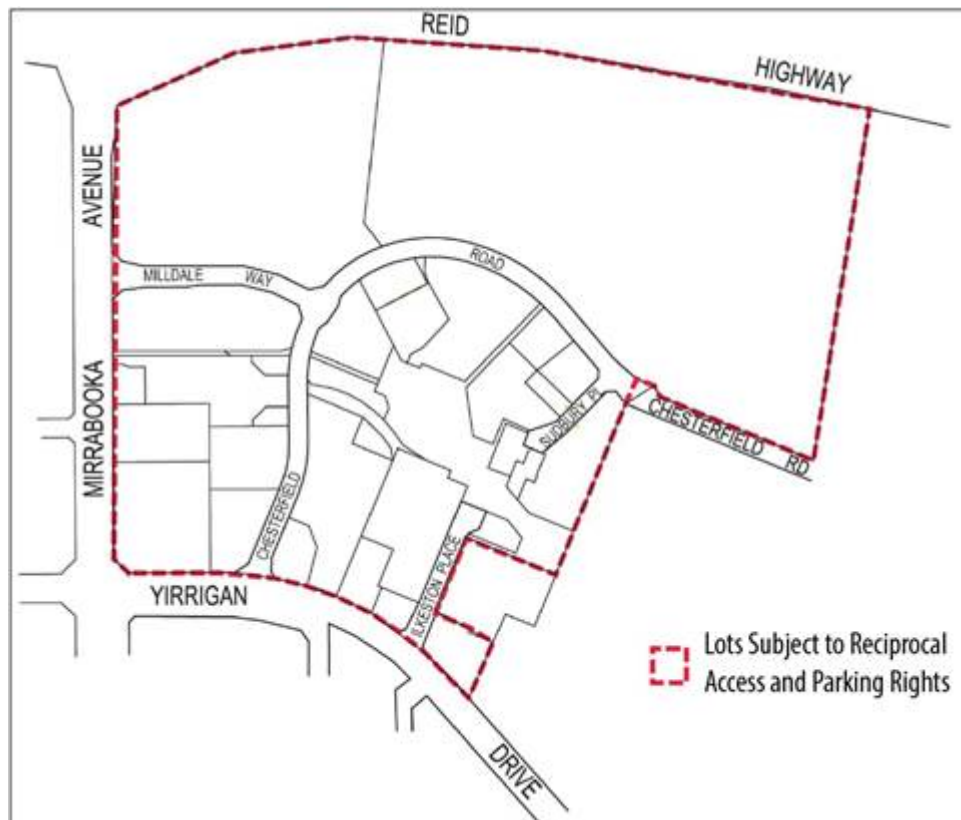 REID
HIGHWAY
AVENUE
MILLDALE WAY
ROAD
MIRRABOOKA
SUDBURY Pl
CHESTERFIELD RD
CHESTERFIELD
ILKESTON PLACE
YIRRIGAN
DRIVE
Lots Subject to Reciprocal
Access and Parking Rights